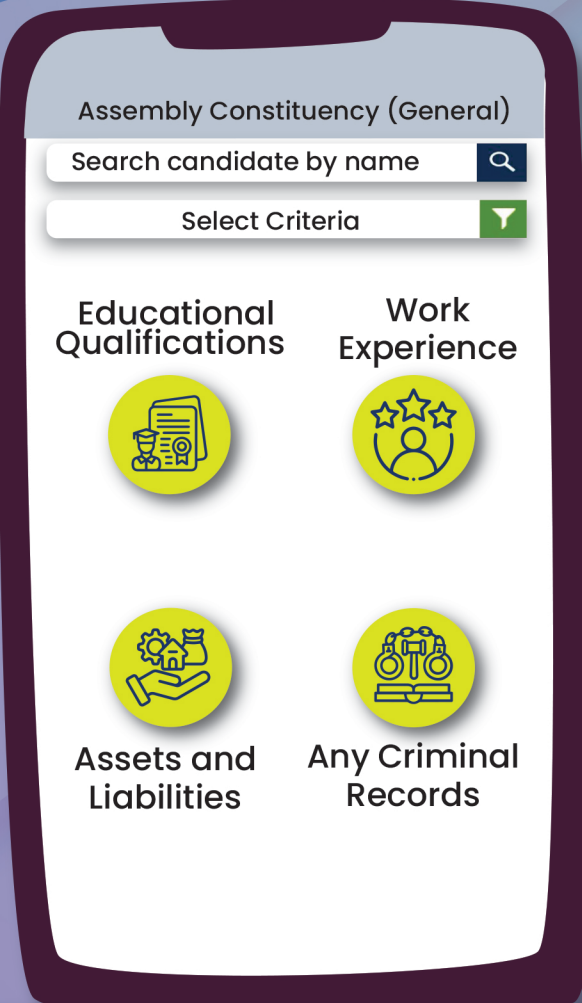 Assembly Constituency (General)
Search candidate by name
Select Criteria
Educational
Qualifications
Work
Experience
Assets and
Liabilities
Any Criminal
Records